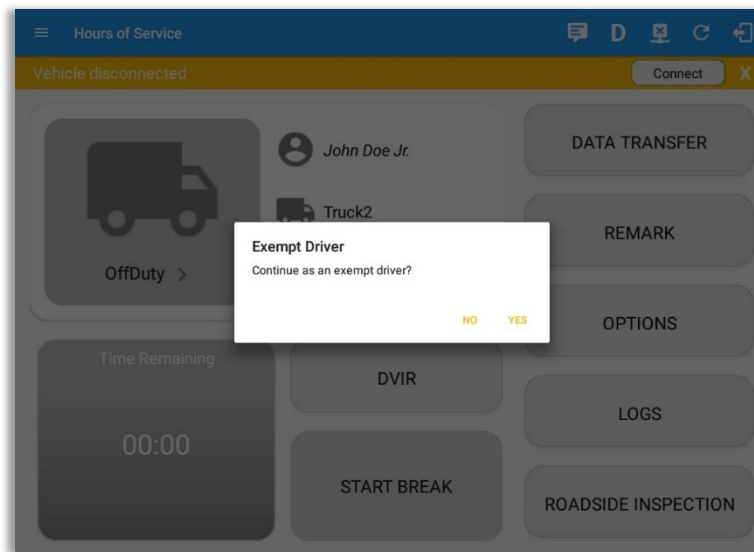 Hours of Service
D
Vehicle disconnected
Connect
X
John Doe Jr.
Truck2
OffDuty >
Exempt Driver
Continue as an exempt driver?
NO YES
Time Remaining
00:00
DVIR
START BREAK
DATA TRANSFER
REMARK
OPTIONS
LOGS
ROADSIDE INSPECTION